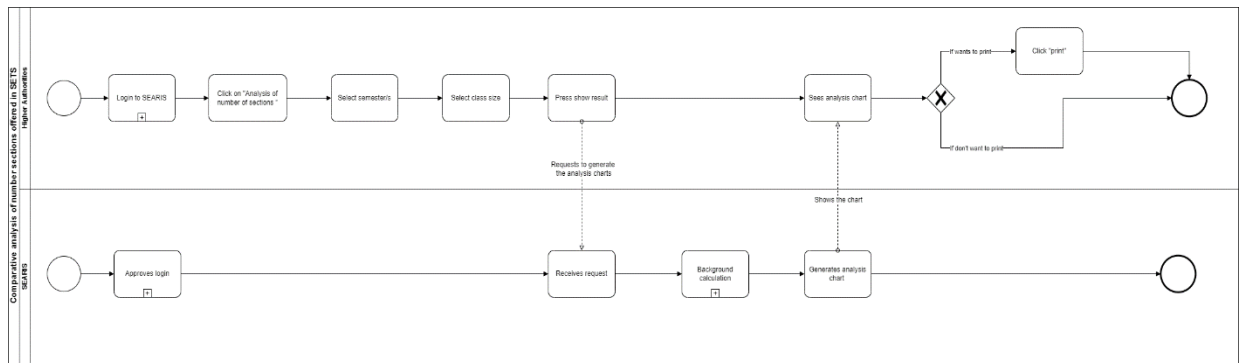 Comparative analysis of number sections offered in SETS
Higher Authorities
Login to SEARIS
Click on "Analysis of
number of sections "
Select semester/s
Select class size
Press show result
Sees analysis chart
If wants to print
Click "print"
If don't want to print
Requests to generate
the analysis charts
Shows the chart
SEARIS
Approves login
Receives request
Background
calculation
Generates analysis
chart